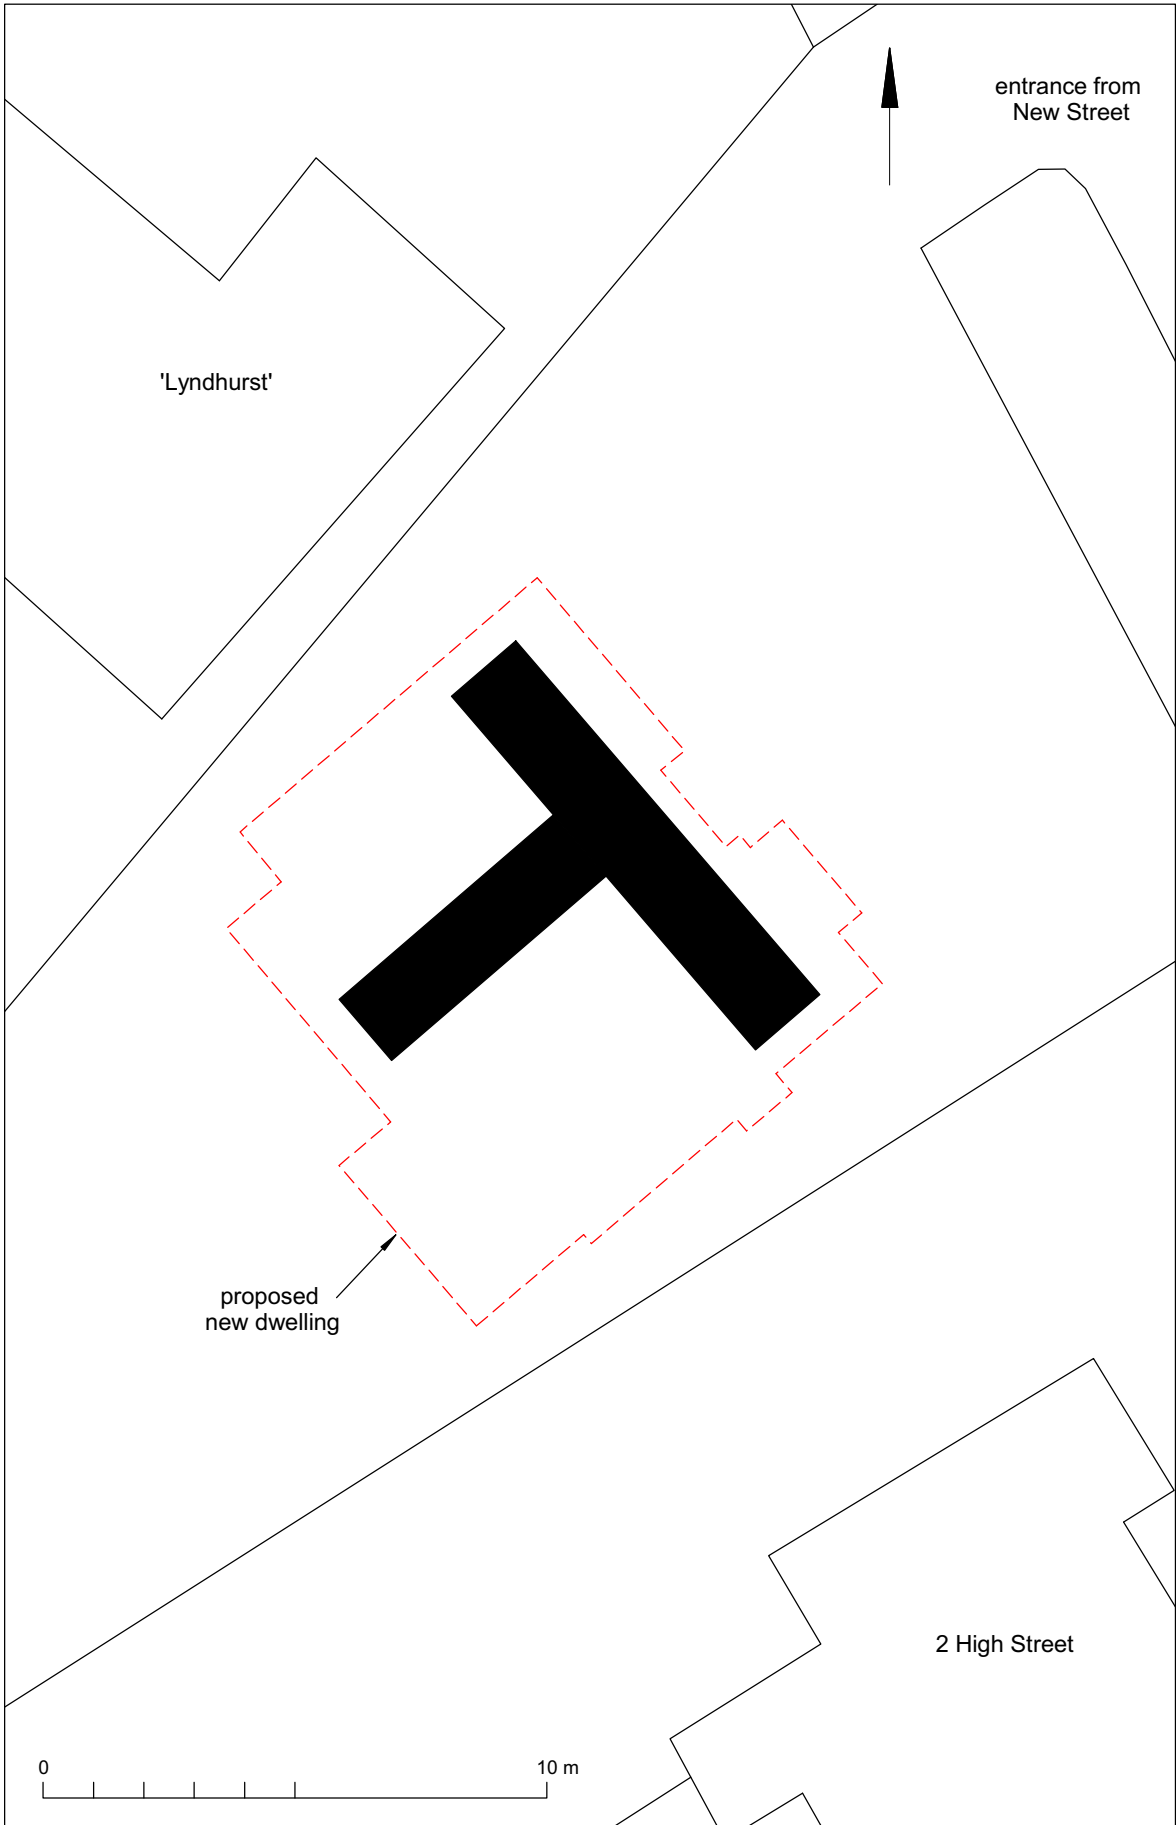 entrance from
New Street
'Lyndhurst'
proposed
new dwelling
2 High Street
0 10 m